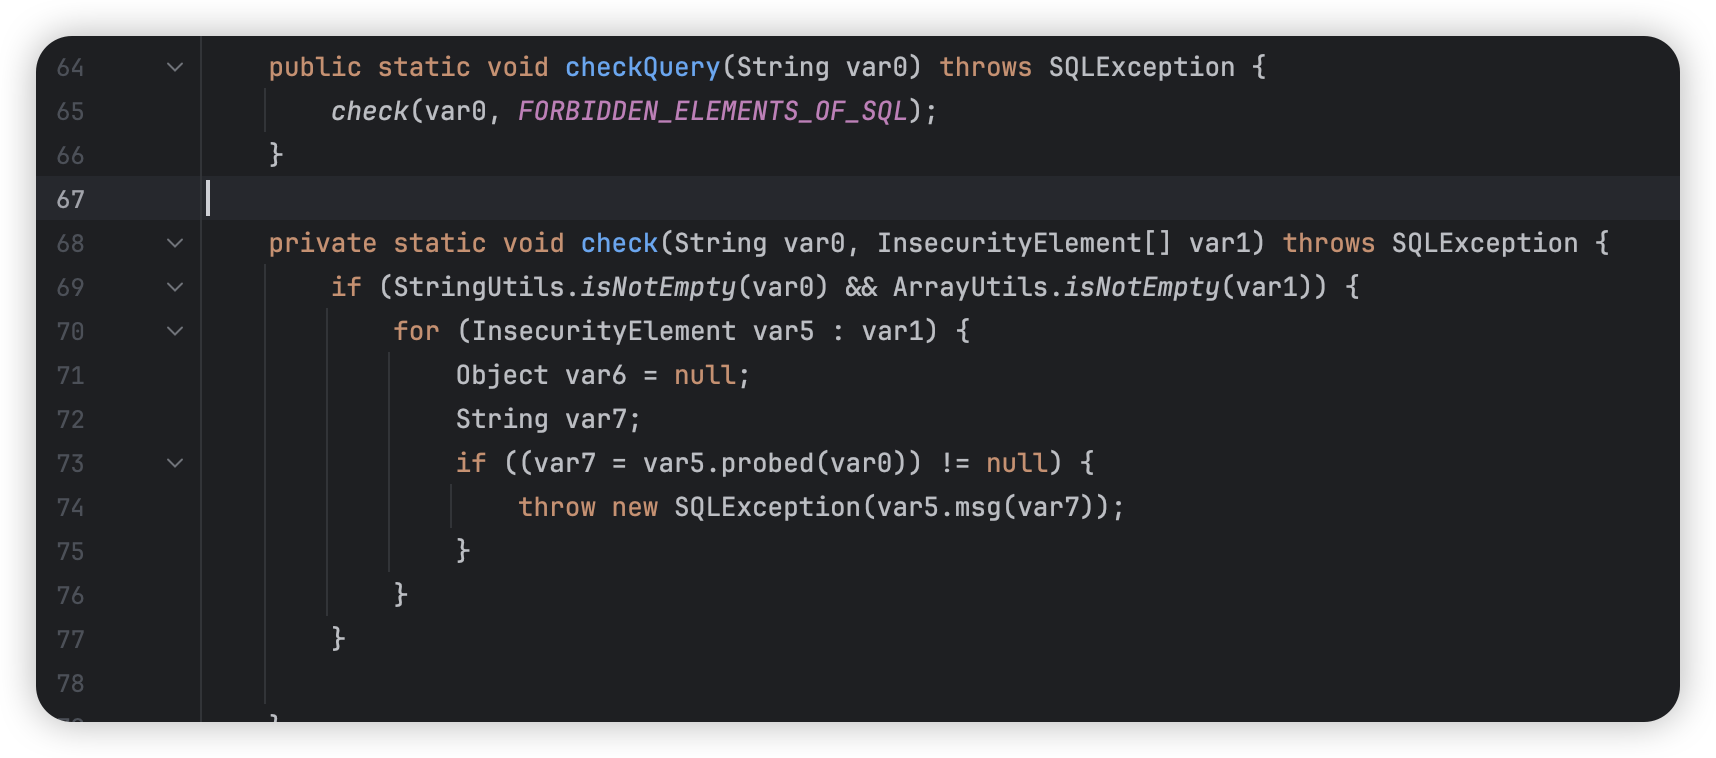 64 public static void checkQuery(String var0) throws SQLException {
65 check(var0, FORBIDDEN_ELEMENTS_OF_SQL);
66 }
67
68 private static void check(String var0, InsecurityElement[] var1) throws SQLException {
69 if (StringUtils.isNotEmpty(var0) && ArrayUtils.isNotEmpty(var1)) {
70 for (InsecurityElement var5 : var1) {
71 Object var6 = null;
72 String var7;
73 if ((var7 = var5.probed(var0)) != null) {
74 throw new SQLException(var5.msg(var7));
75 }
76 }
77 }
78